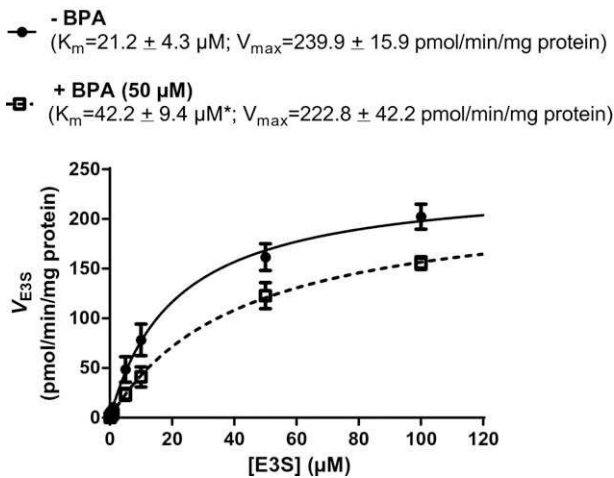 - BPA
(Km=21.2 ± 4.3 µM; Vmax=239.9 ± 15.9 pmol/min/mg protein)
+ BPA (50 µM)
(Km=42.2 ± 9.4 µM*; Vmax=222.8 ± 42.2 pmol/min/mg protein)
VE3S
(pmol/min/mg protein)
250
200
150
100
50
0
0 20 40 60 80 100 120
[E3S] (µM)